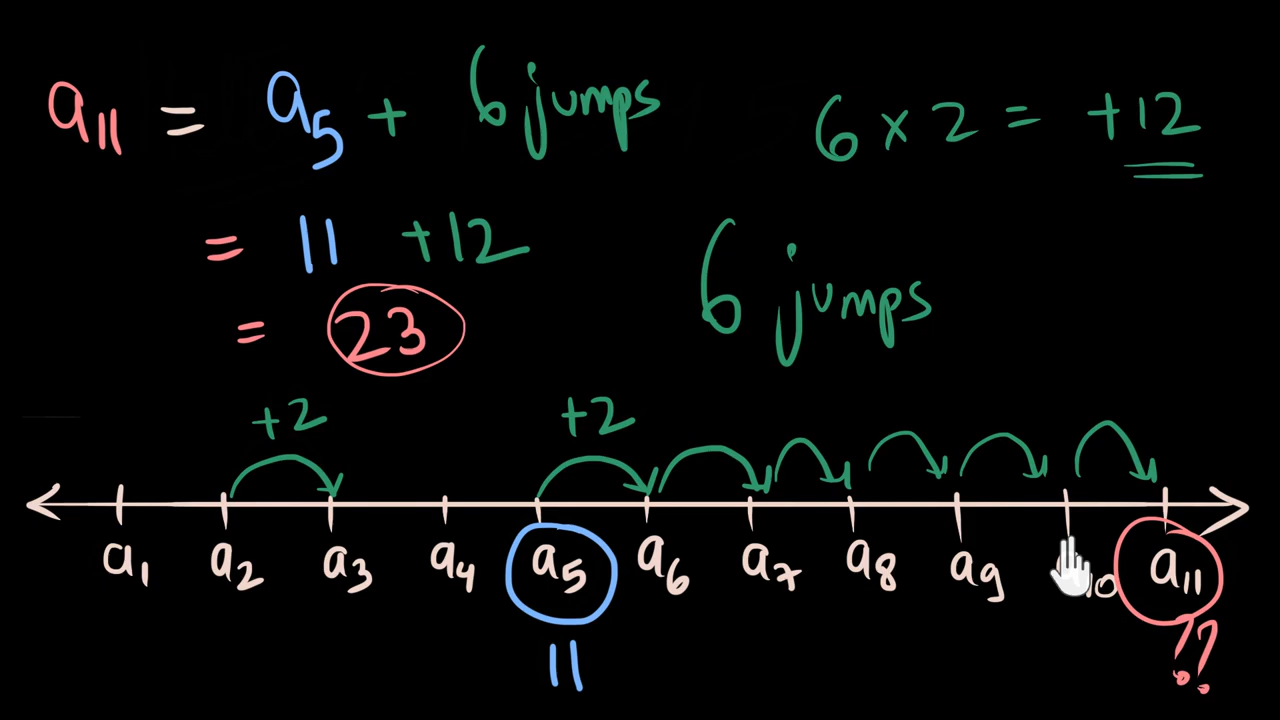 a₁₁ = a₅ + 6 jumps
6 × 2 = +12
= 11 +12
6 jumps
= 23
+2 +2
a₁ a₂ a₃ a₄ a₅ a₆ a₇ a₈ a₉ ₁₀ a₁₁
11 ??